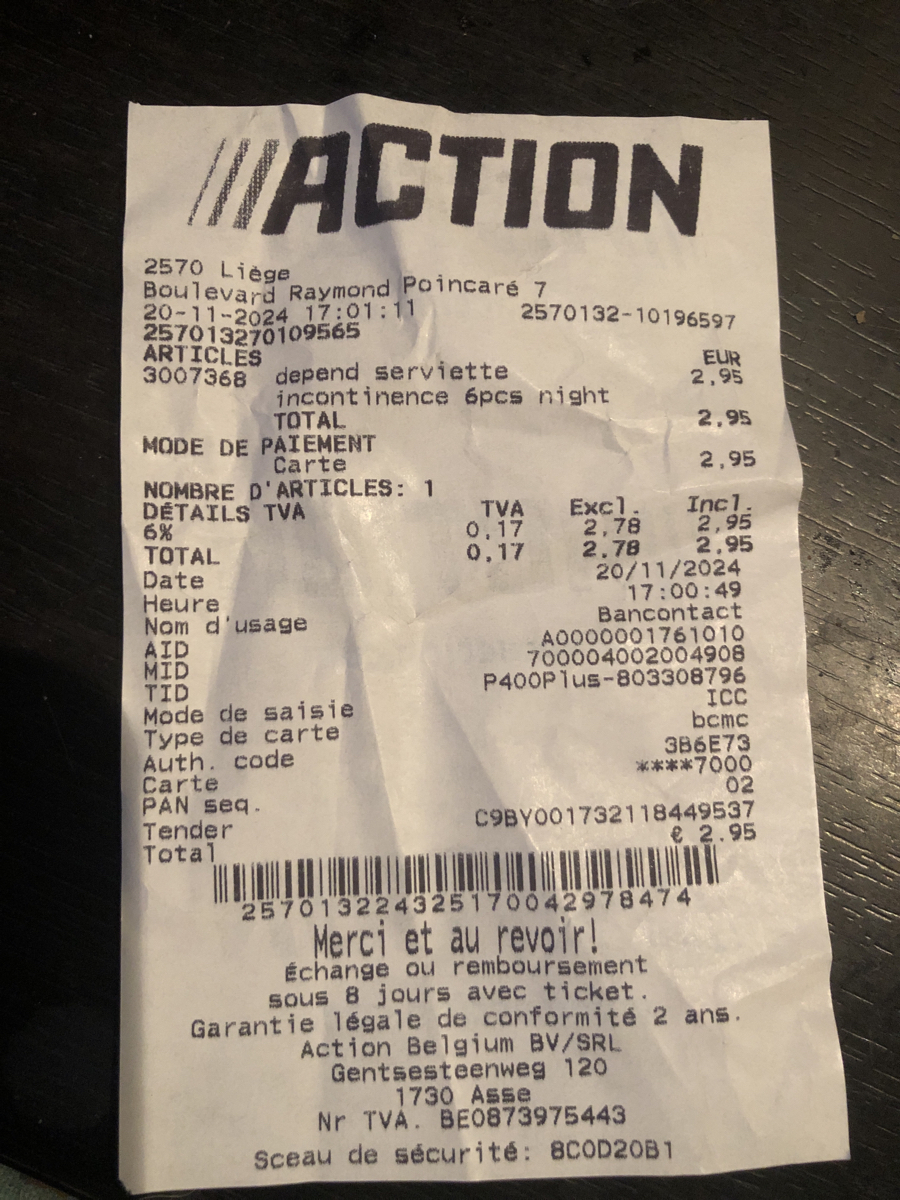 ACTION
2570 Liège
Boulevard Raymond Poincaré 7
20-11-2024 17:01:11 2570132-10196597
257013270109565
ARTICLES EUR
3007368 depend serviette 2,95
incontinence 6pcs night
TOTAL 2,95
MODE DE PAIEMENT
Carte 2,95
NOMBRE D'ARTICLES: 1
DÉTAILS TVA TVA Excl. Incl.
6% 0,17 2,78 2,95
TOTAL 0,17 2,78 2,95
Date 20/11/2024
Heure 17:00:49
Nom d'usage Bancontact
AID A0000001761010
MID 700004002004908
TID P400Plus-803308796
Mode de saisie ICC
Type de carte bcmc
Auth. code 3B6E73
Carte ****7000
PAN seq. 02
Tender C9BY001732118449537
Total € 2.95
257013224325170042978474
Merci et au revoir!
Échange ou remboursement
sous 8 jours avec ticket.
Garantie légale de conformité 2 ans.
Action Belgium BV/SRL
Gentsesteenweg 120
1730 Asse
Nr TVA. BE0873975443
Sceau de sécurité: 8C0D20B1